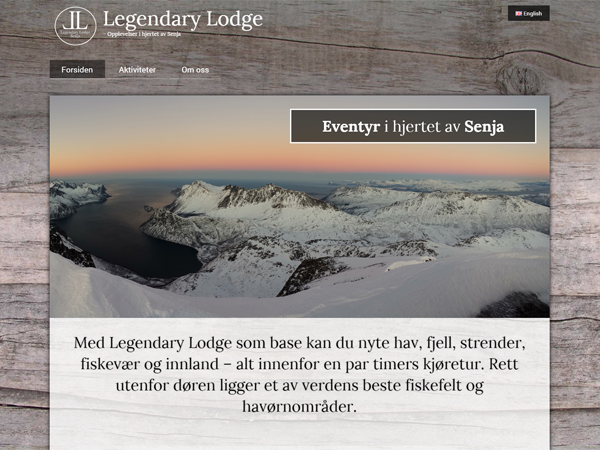 JL
Legendary Lodge
Senja
Legendary Lodge
Opplevelser i hjertet av Senja
English
Forsiden Aktiviteter Om oss
Eventyr i hjertet av Senja
Med Legendary Lodge som base kan du nyte hav, fjell, strender,
fiskevær og innland – alt innenfor en par timers kjøretur. Rett
utenfor døren ligger et av verdens beste fiskefelt og
havørnområder.